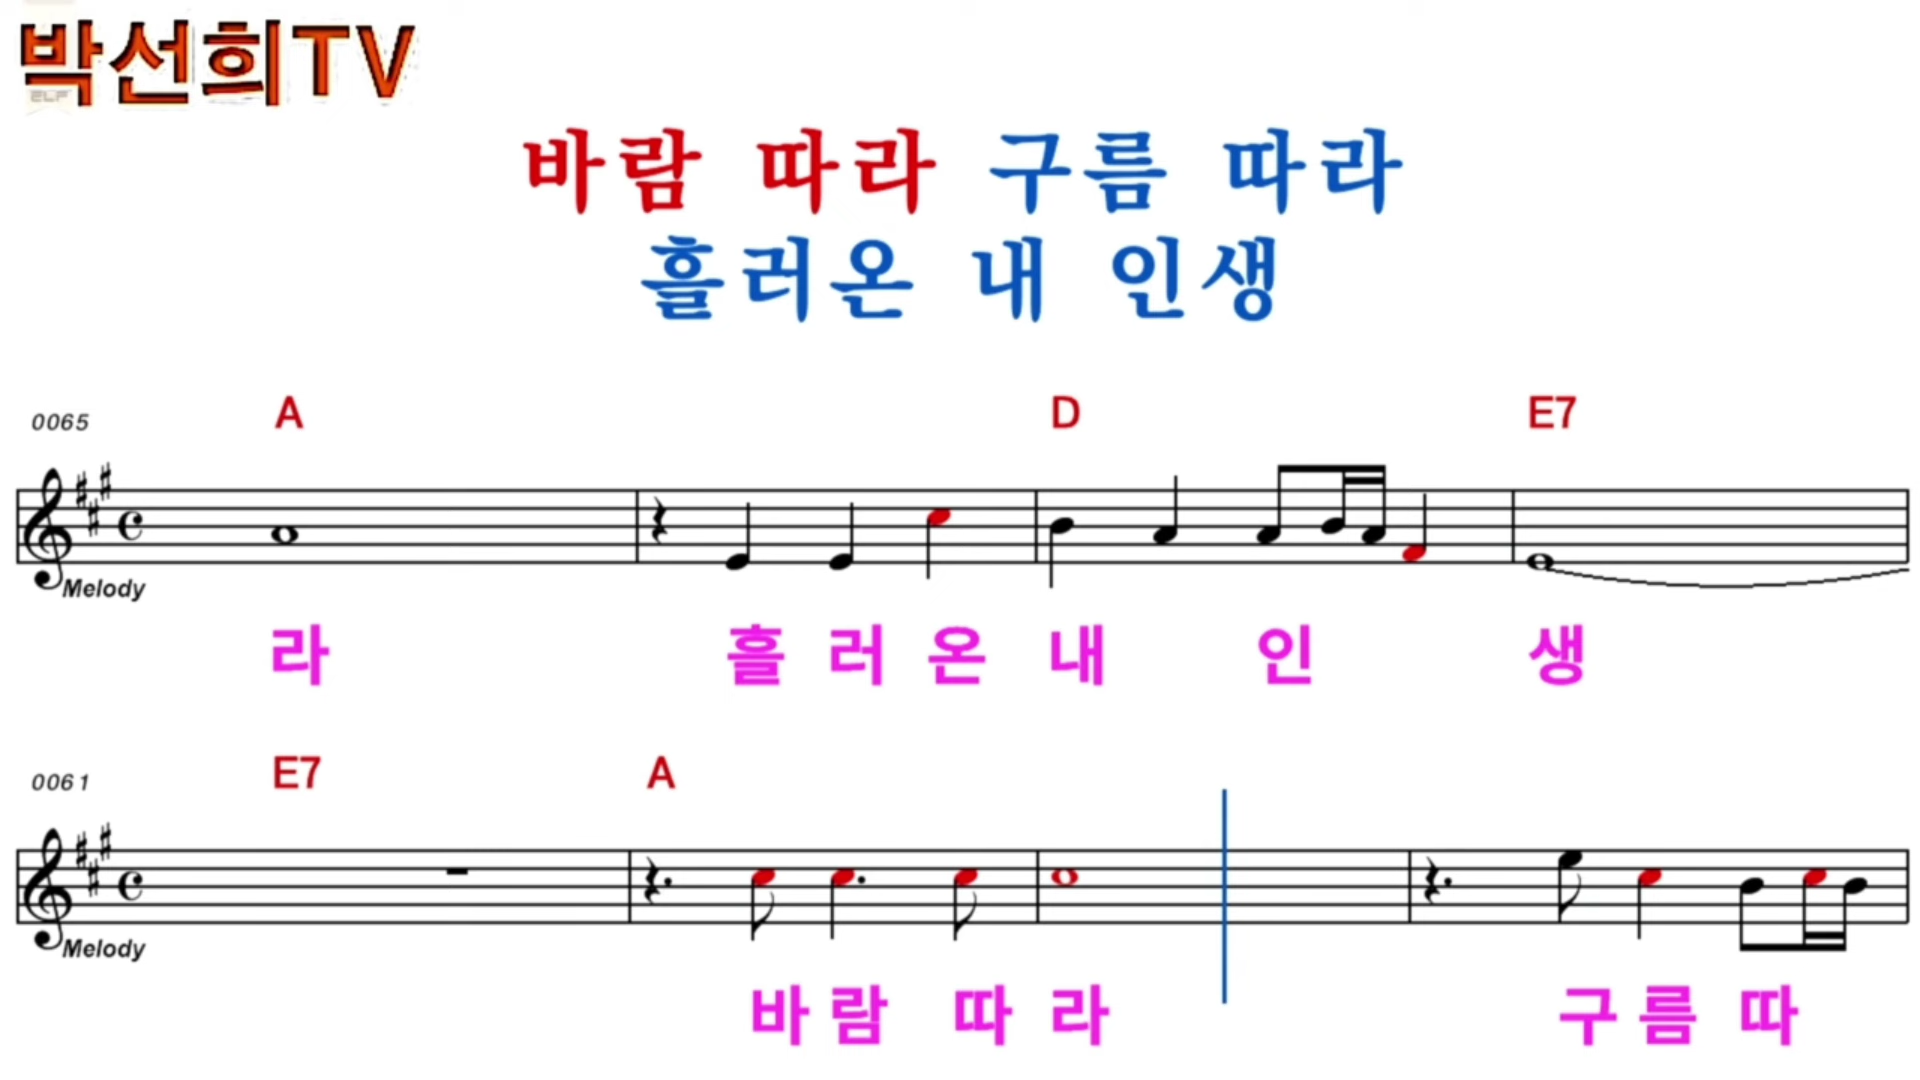 박선희TV
바람 따라 구름 따라
흘러온 내 인생
0065 A D E7
Melody
라 흘 러 온 내 인 생
0061 E7 A
Melody
바 람 따 라 구 름 따